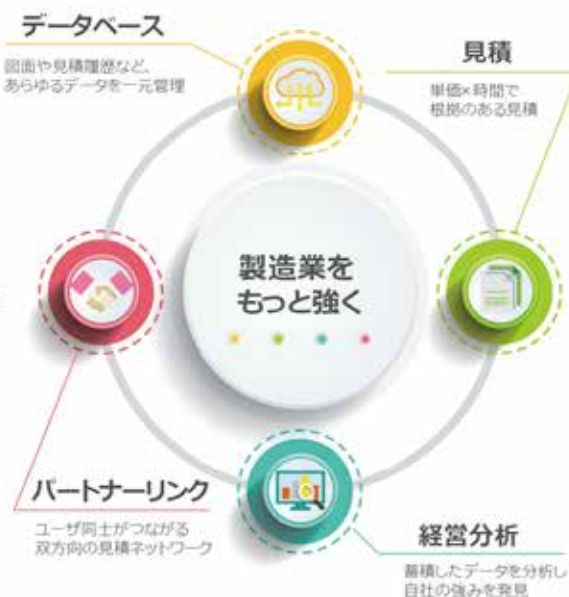 データベース
図面や見積履歴など、
あらゆるデータを一元管理
見積
単価×時間で
根拠のある見積
製造業を
もっと強く
パートナーリンク
ユーザ同士がつながる
双方向の見積ネットワーク
経営分析
蓄積したデータを分析し
自社の強みを発見